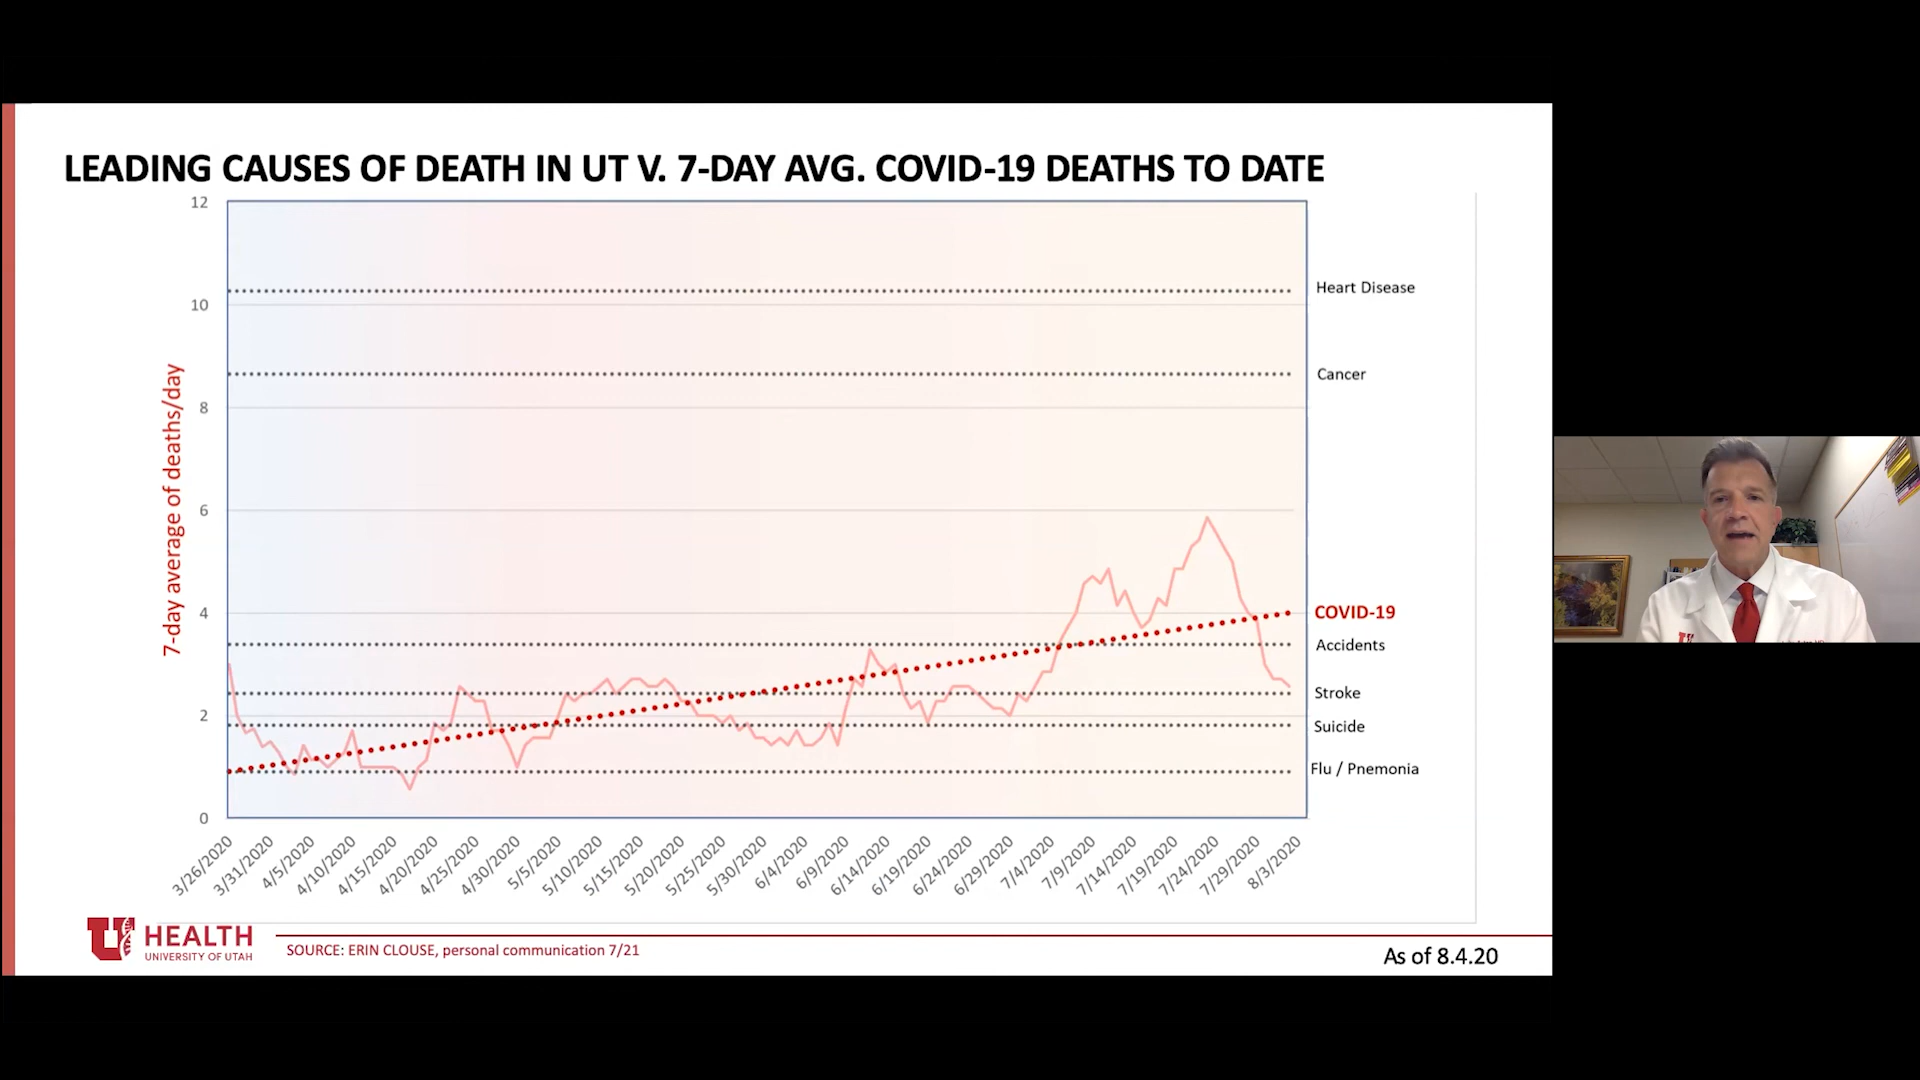 LEADING CAUSES OF DEATH IN UT V. 7-DAY AVG. COVID-19 DEATHS TO DATE
7-day average of deaths/day
12
10
8
6
4
2
0
Heart Disease
Cancer
COVID-19
Accidents
Stroke
Suicide
Flu / Pnemonia
3/26/2020
3/31/2020
4/5/2020
4/10/2020
4/15/2020
4/20/2020
4/25/2020
4/30/2020
5/5/2020
5/10/2020
5/15/2020
5/20/2020
5/25/2020
5/30/2020
6/4/2020
6/9/2020
6/14/2020
6/19/2020
6/24/2020
6/29/2020
7/4/2020
7/9/2020
7/14/2020
7/19/2020
7/24/2020
7/29/2020
8/3/2020
U HEALTH
UNIVERSITY OF UTAH
SOURCE: ERIN CLOUSE, personal communication 7/21
As of 8.4.20
U